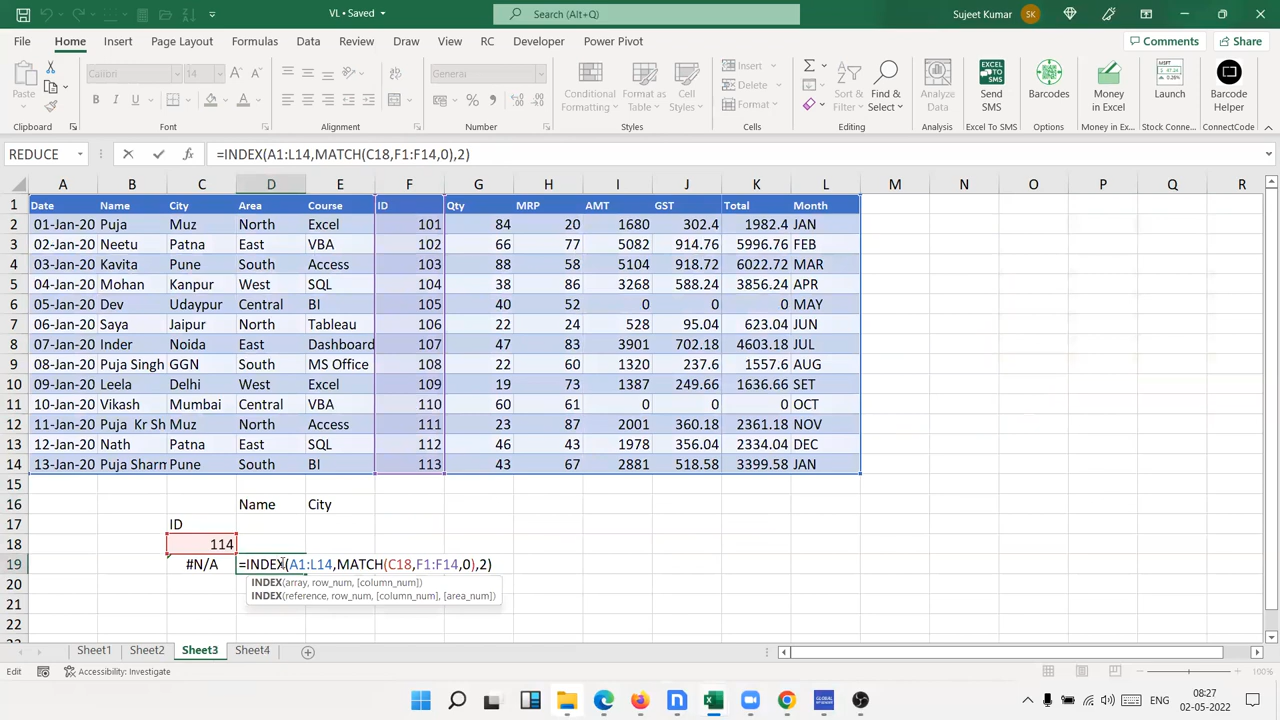 VL • Saved
Search (Alt+Q)
Sujeet Kumar
SK
File Home Insert Page Layout Formulas Data Review View Automate Draw View RC Developer Power Pivot
Comments
Share
Paste
Calibri
14
General
Conditional Formatting
Format as Table
Cell Styles
Insert
Delete
Format
Sort & Filter
Find & Select
Analyze Data
Send SMS
Barcodes
Money in Excel
Launch
Barcode Helper
Clipboard
Font
Alignment
Number
Styles
Cells
Editing
Analysis
Excel To SMS
Options
Money in Ex...
Stock Conne...
ConnectCode
REDUCE
=INDEX(A1:L14,MATCH(C18,F1:F14,0),2)
A B C D E F G H I J K L M N O P Q R
1 Date Name City Area Course ID Qty MRP AMT GST Total Month
2 01-Jan-20 Puja Muz North Excel 101 84 20 1680 302.4 1982.4 JAN
3 02-Jan-20 Neetu Patna East VBA 102 66 77 5082 914.76 5996.76 FEB
4 03-Jan-20 Kavita Pune South Access 103 88 58 5104 918.72 6022.72 MAR
5 04-Jan-20 Mohan Kanpur West SQL 104 38 86 3268 588.24 3856.24 APR
6 05-Jan-20 Dev Udaypur Central BI 105 40 52 0 0 0 MAY
7 06-Jan-20 Saya Jaipur North Tableau 106 22 24 528 95.04 623.04 JUN
8 07-Jan-20 Inder Noida East Dashboard 107 47 83 3901 702.18 4603.18 JUL
9 08-Jan-20 Puja Singh GGN South MS Office 108 22 60 1320 237.6 1557.6 AUG
10 09-Jan-20 Leela Delhi West Excel 109 19 73 1387 249.66 1636.66 SET
11 10-Jan-20 Vikash Mumbai Central VBA 110 60 61 0 0 0 OCT
12 11-Jan-20 Puja Kr Sh Muz North Access 111 23 87 2001 360.18 2361.18 NOV
13 12-Jan-20 Nath Patna East SQL 112 46 43 1978 356.04 2334.04 DEC
14 13-Jan-20 Puja Sharm Pune South BI 113 43 67 2881 518.58 3399.58 JAN
15
16 Name City
17 ID
18 114
19 #N/A =INDEX(A1:L14,MATCH(C18,F1:F14,0),2)
INDEX(array, row_num, [column_num])
20
INDEX(reference, row_num, [column_num], [area_num])
21
22
Sheet1 Sheet2 Sheet3 Sheet4
Edit
Accessibility: Investigate
100%
ENG
08:27
02-05-2022